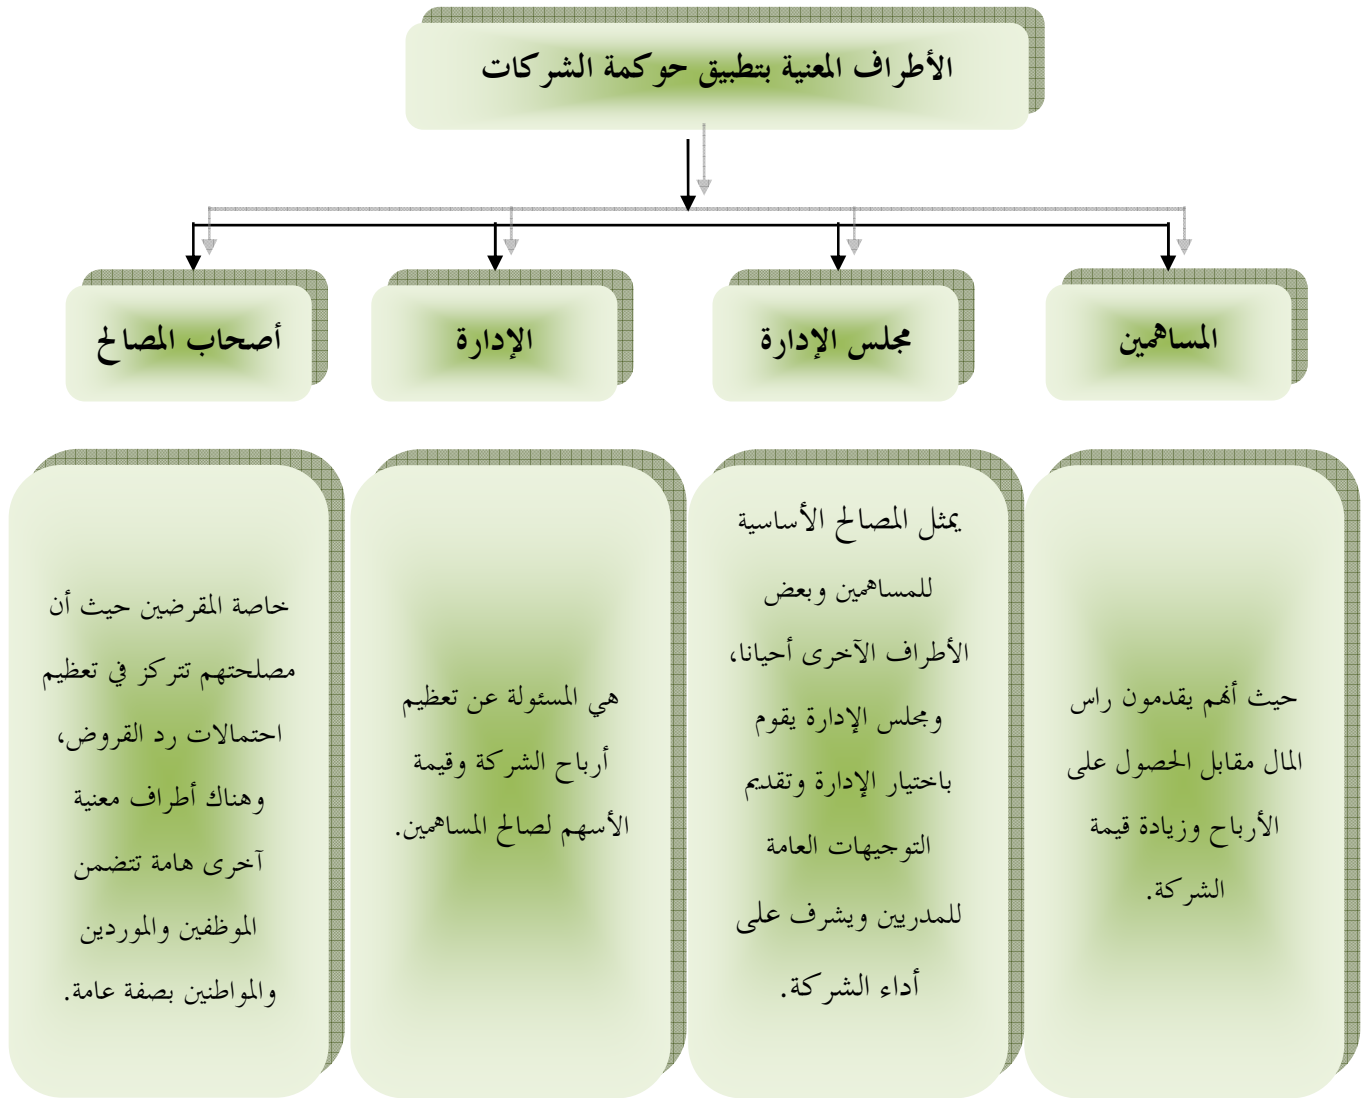 الأطراف المعنية بتطبيق حوكمة الشركات
المساهمين
مجلس الإدارة
الإدارة
أصحاب المصالح
حيث أنهم يقدمون راس
المال مقابل الحصول على
الأرباح وزيادة قيمة
الشركة.
يمثل المصالح الأساسية
للمساهمين وبعض
الأطراف الآخرى أحيانا،
ومجلس الإدارة يقوم
باختيار الإدارة وتقديم
التوجيهات العامة
للمدريين ويشرف على
أداء الشركة.
هي المسئولة عن تعظيم
أرباح الشركة وقيمة
الأسهم لصالح المساهمين.
خاصة المقرضين حيث أن
مصلحتهم تتركز في تعظيم
احتمالات رد القروض،
وهناك أطراف معنية
آخرى هامة تتضمن
الموظفين والموردين
والمواطنين بصفة عامة.